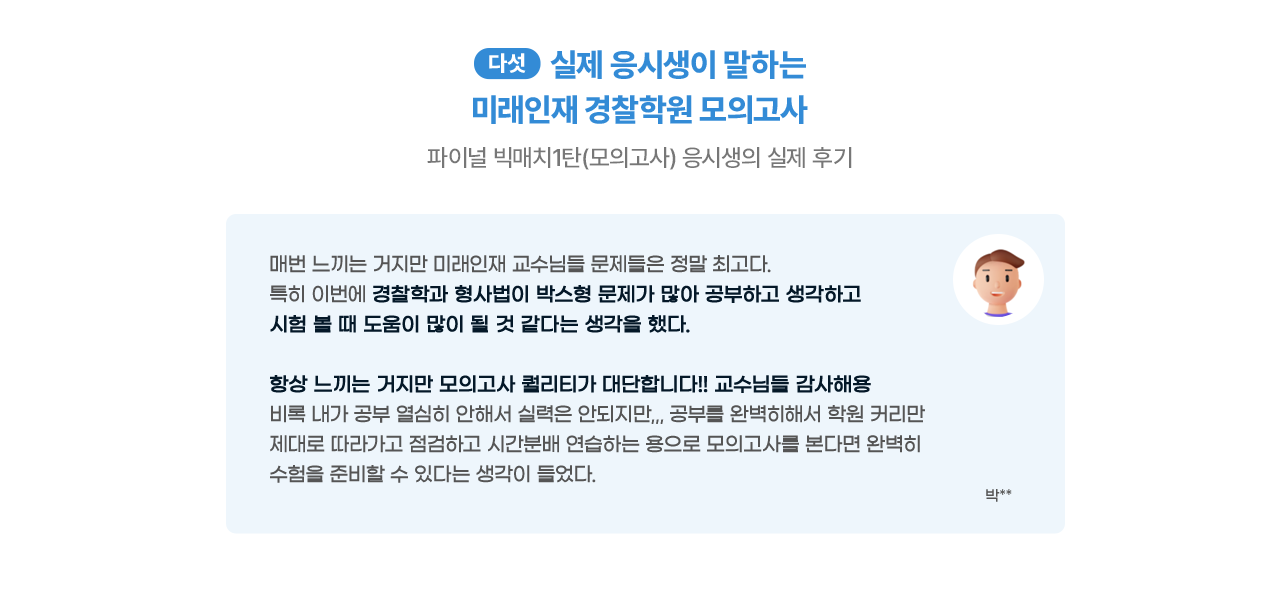 다섯 실제 응시생이 말하는
미래인재 경찰학원 모의고사
파이널 빅매치1탄(모의고사) 응시생의 실제 후기
매번 느끼는 거지만 미래인재 교수님들 문제들은 정말 최고다.
특히 이번에 경찰학과 형사법이 박스형 문제가 많아 공부하고 생각하고
시험 볼 때 도움이 많이 될 것 같다는 생각을 했다.
항상 느끼는 거지만 모의고사 퀄리티가 대단합니다!! 교수님들 감사해용
비록 내가 공부 열심히 안해서 실력은 안되지만,,, 공부를 완벽히해서 학원 커리만
제대로 따라가고 점검하고 시간분배 연습하는 용으로 모의고사를 본다면 완벽히
수험을 준비할 수 있다는 생각이 들었다.
박**